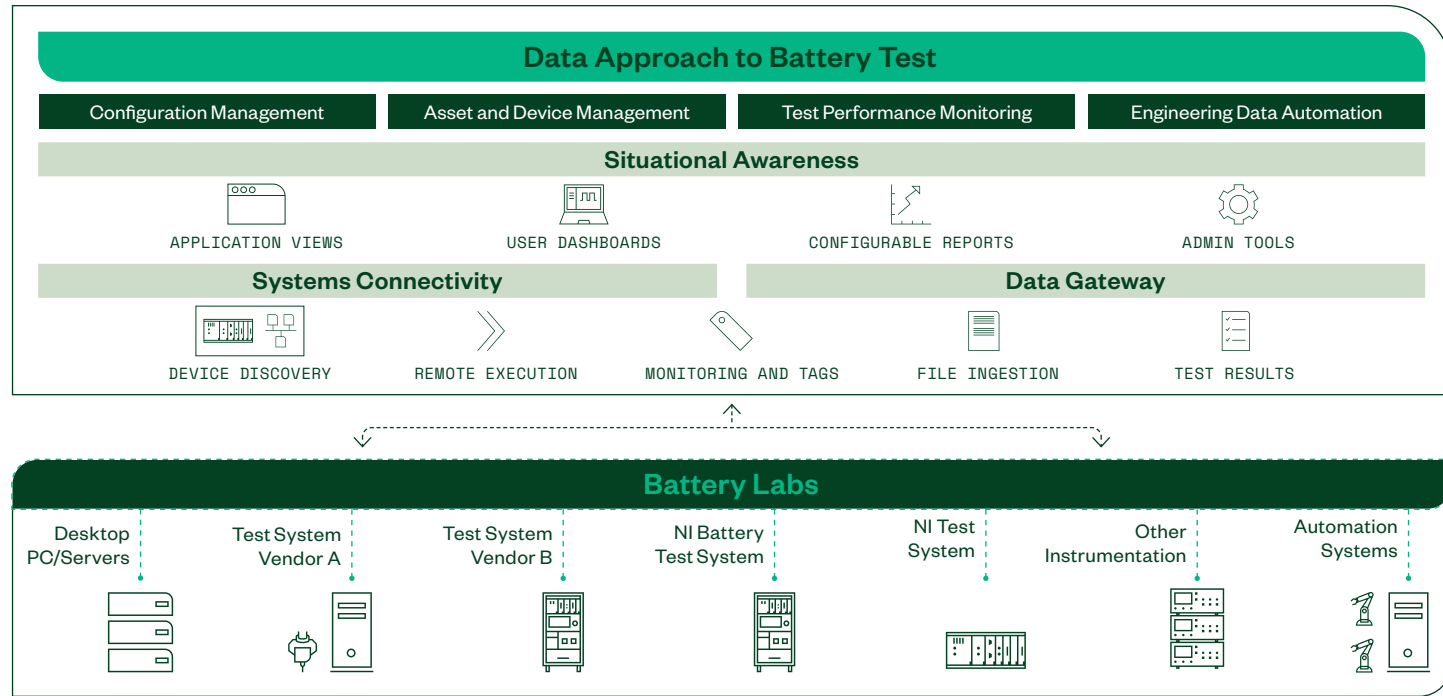 Data Approach to Battery Test
Configuration Management
Asset and Device Management
Test Performance Monitoring
Engineering Data Automation
Situational Awareness
APPLICATION VIEWS
USER DASHBOARDS
CONFIGURABLE REPORTS
ADMIN TOOLS
Systems Connectivity
Data Gateway
DEVICE DISCOVERY
REMOTE EXECUTION
MONITORING AND TAGS
FILE INGESTION
TEST RESULTS
Battery Labs
Desktop
PC/Servers
Test System
Vendor A
Test System
Vendor B
NI Battery
Test System
NI Test
System
Other
Instrumentation
Automation
Systems